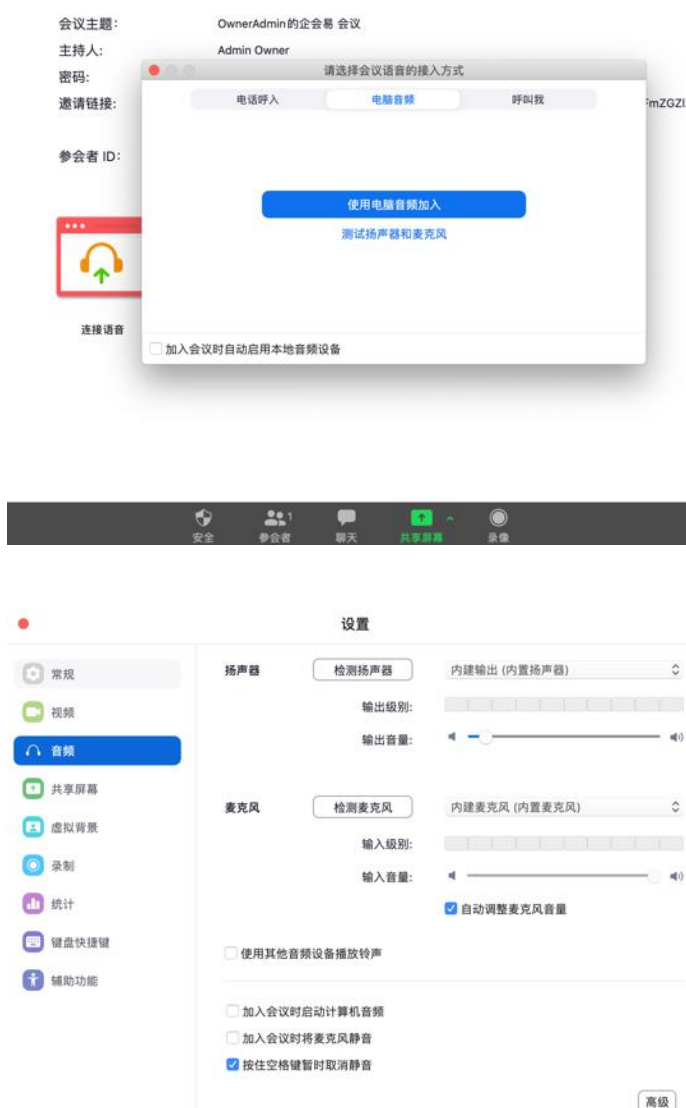 会议主题： OwnerAdmin的企会易 会议
主持人： Admin Owner
密码： 请选择会议语音的接入方式
邀请链接： 电话呼入 电脑音频 呼叫我 FmZGZI
参会者 ID：
使用电脑音频加入
测试扬声器和麦克风
连接语音
加入会议时自动启用本地音频设备
安全 参会者 1 聊天 共享屏幕 录像
设置
常规 扬声器 检测扬声器 内建输出 (内置扬声器)
视频 输出级别:
音频 输出音量:
共享屏幕 麦克风 检测麦克风 内建麦克风 (内置麦克风)
虚拟背景 输入级别:
录制 输入音量:
统计 自动调整麦克风音量
键盘快捷键 使用其他音频设备播放铃声
辅助功能
加入会议时启动计算机音频
加入会议时将麦克风静音
按住空格键暂时取消静音
高级